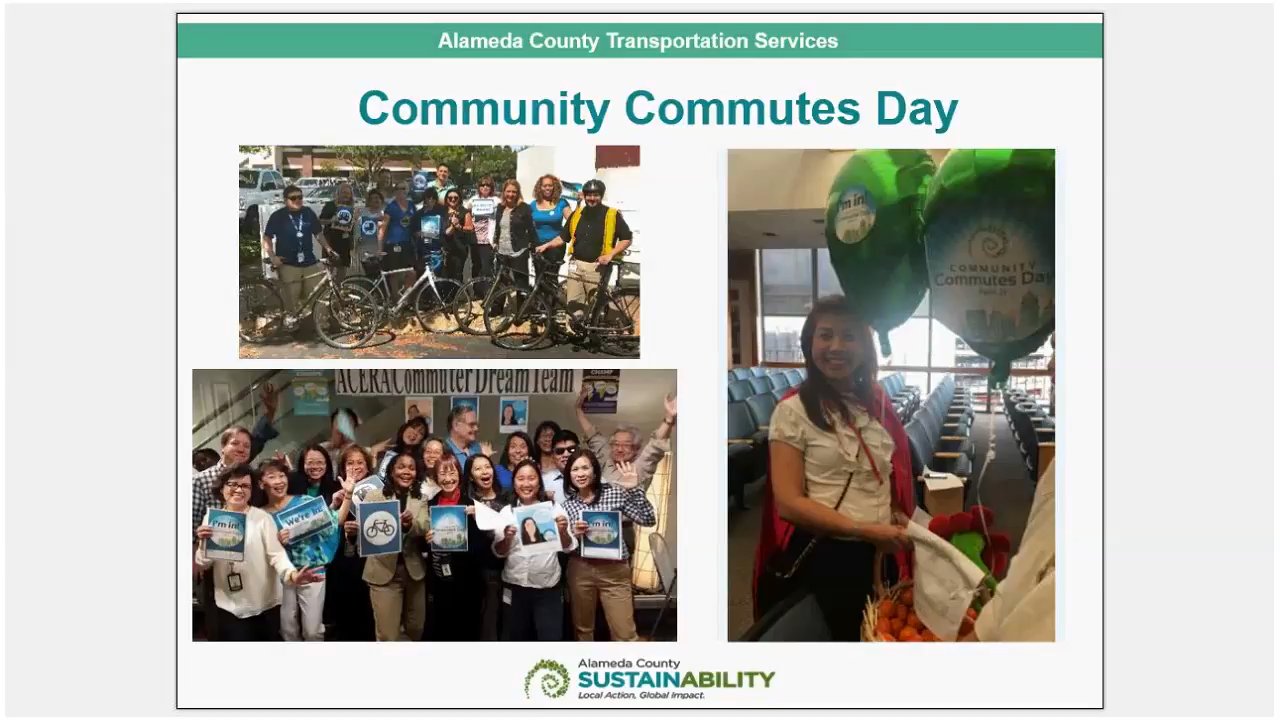 Alameda County Transportation Services
Community Commutes Day
ACERA Commuter Dream Team
I'm in!
We're In!
I'm in!
I'm in!
COMMUNITY
Commutes Day
Alameda County
SUSTAINABILITY
Local Action, Global Impact.